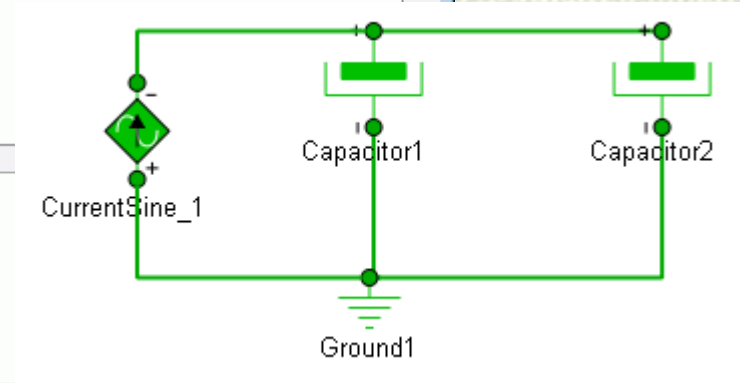 +
+
-
+
Capacitor1
Capacitor2
CurrentSine_1
Ground1